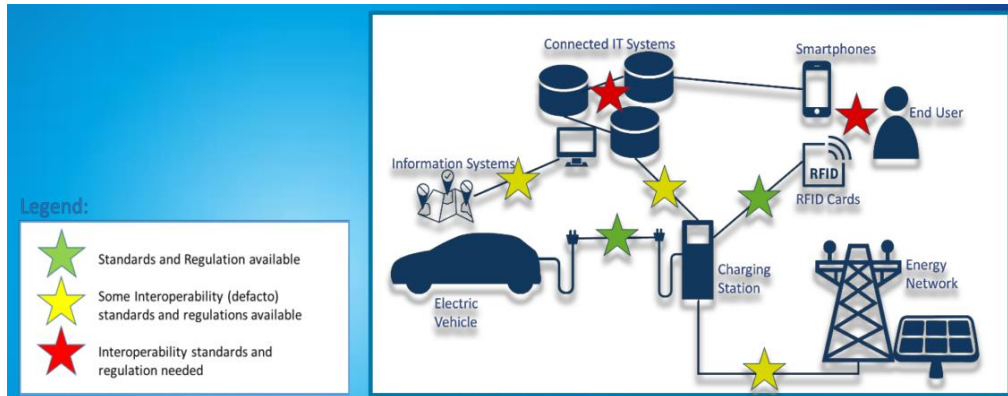 Connected IT Systems
Smartphones
End User
Information Systems
RFID
RFID Cards
Legend:
Standards and Regulation available
Some Interoperability (defacto)
standards and regulations available
Interoperability standards and
regulation needed
Electric
Vehicle
Charging
Station
Energy
Network